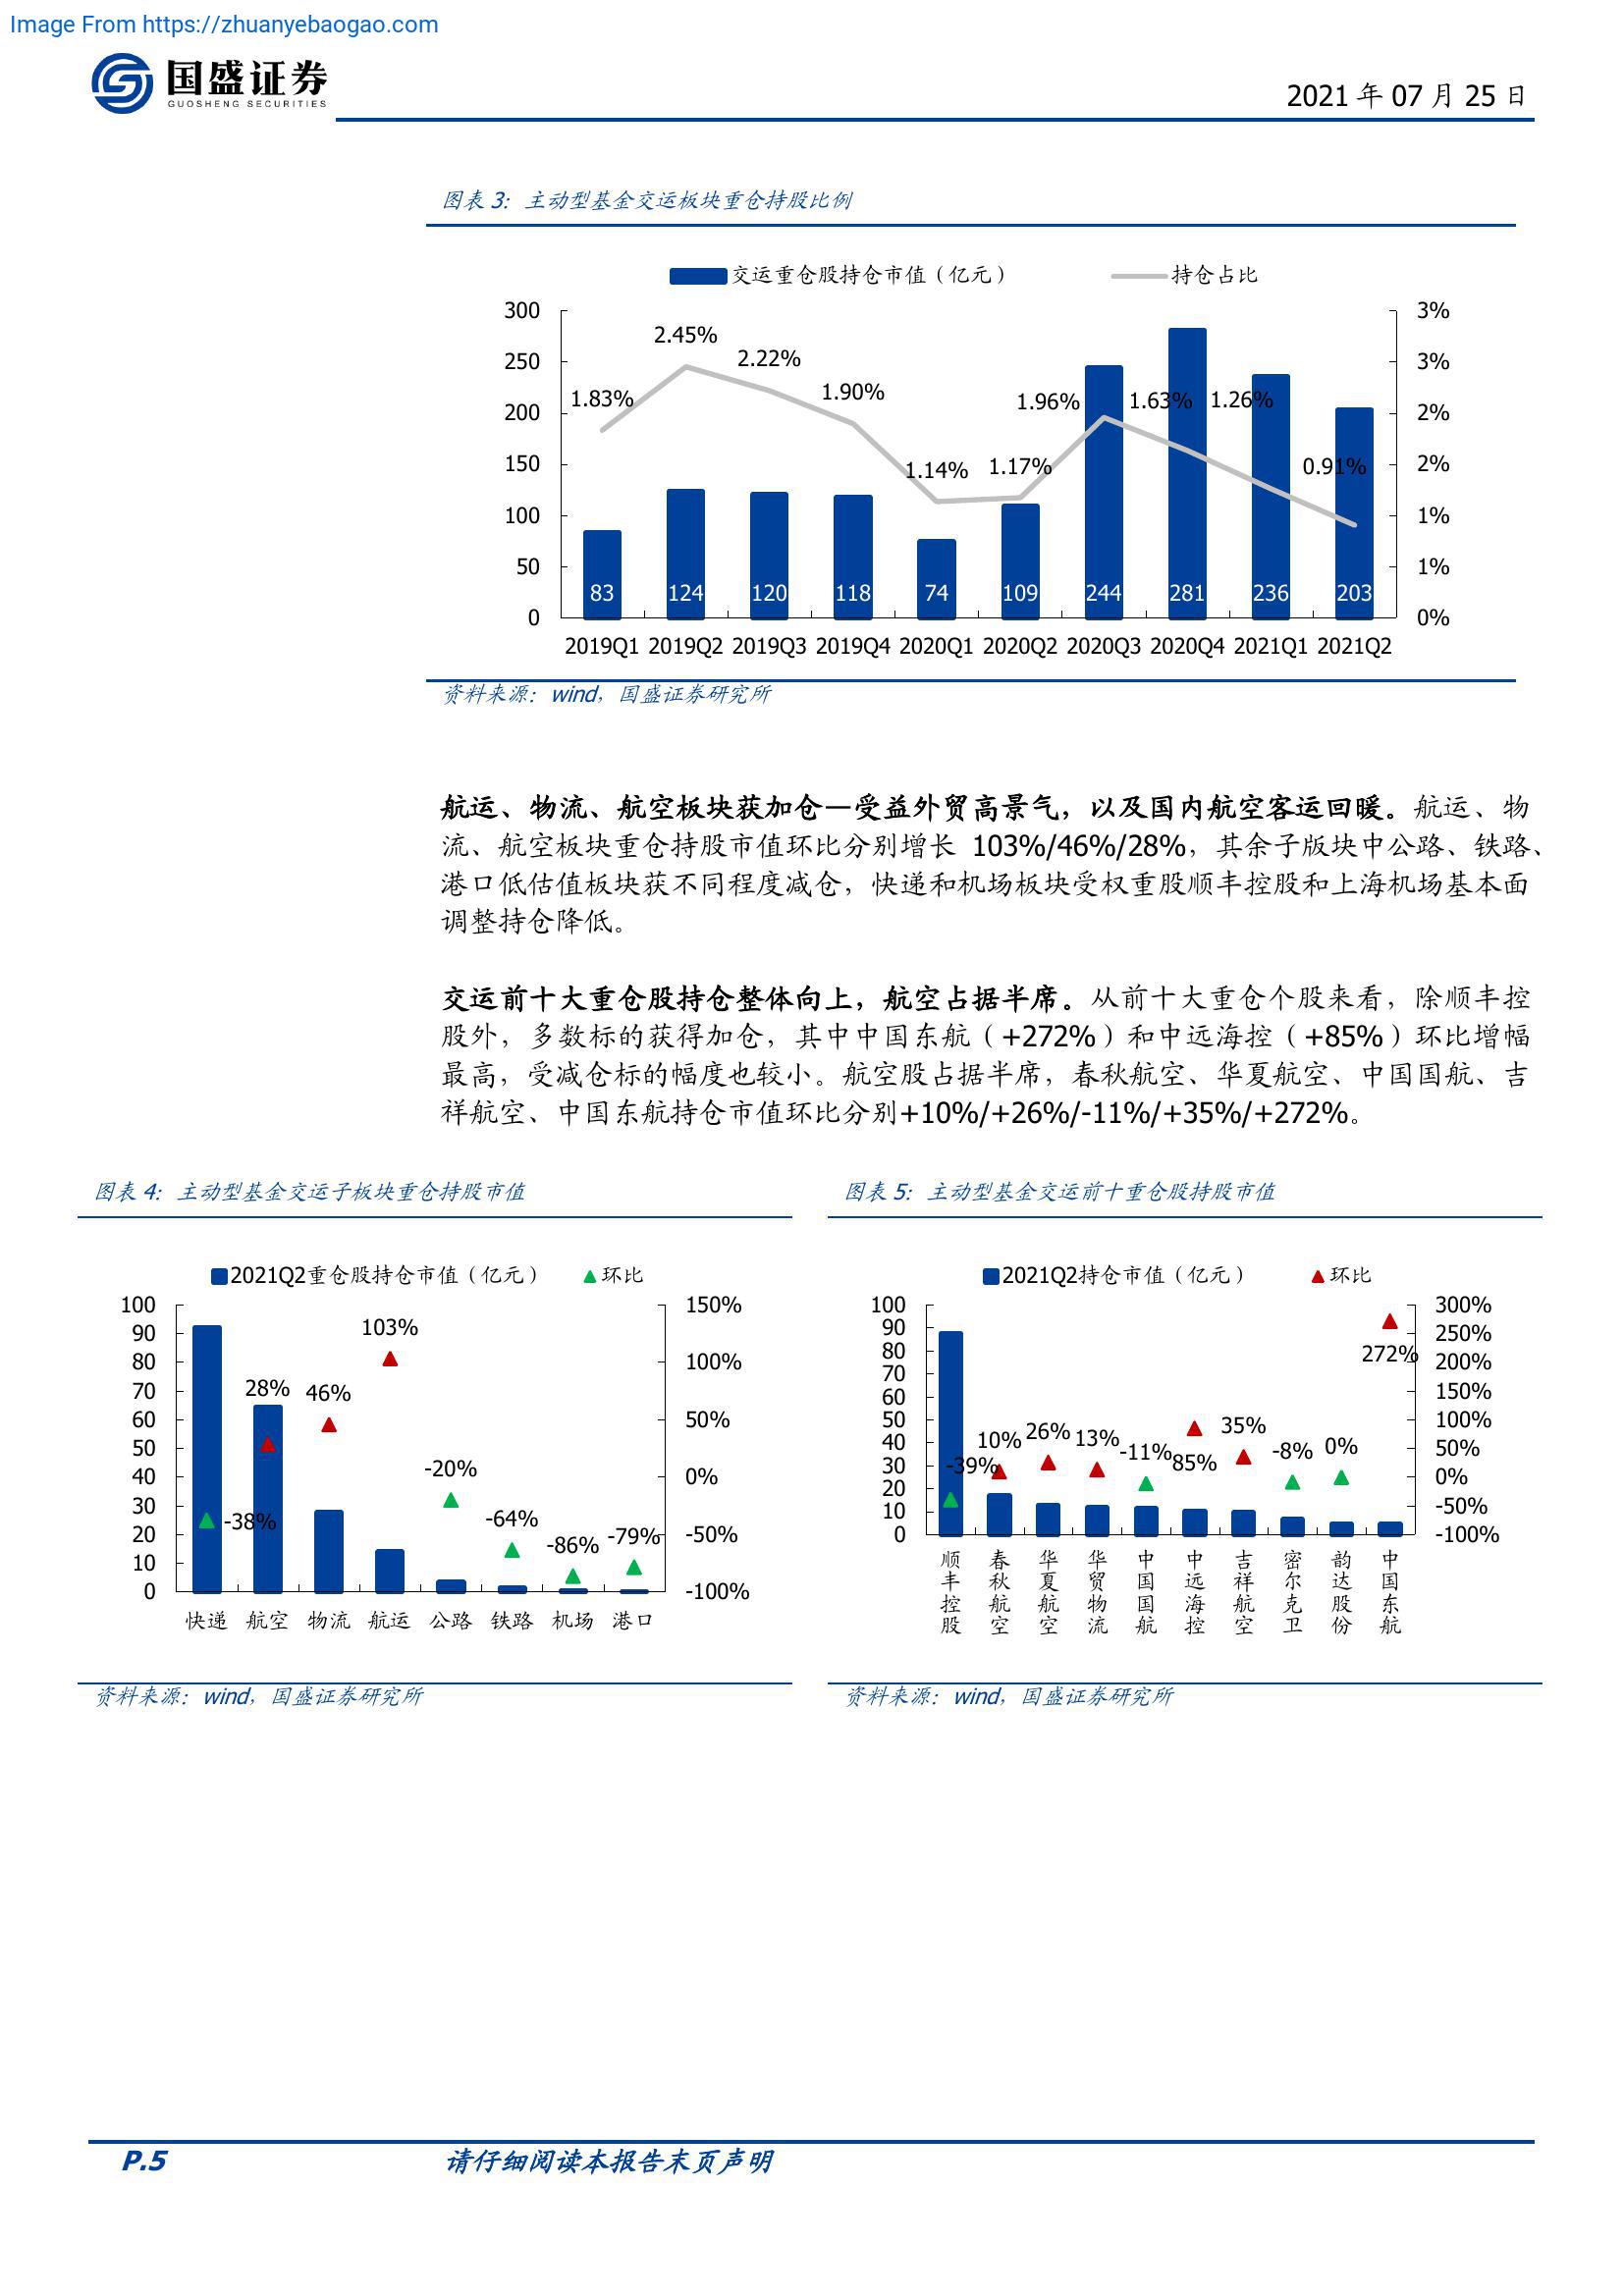 Image From https://zhuanyebaogao.com
国盛证券
GUOSHENG SECURITIES
2021 年 07 月 25 日
图表 3: 主动型基金交运板块重仓持股比例
交运重仓股持仓市值（亿元） 持仓占比
300 3%
250 3%
200 2%
150 2%
100 1%
50 1%
0 0%
1.83% 2.45% 2.22% 1.90% 1.14% 1.17% 1.96% 1.63% 1.26% 0.91%
83 124 120 118 74 109 244 281 236 203
2019Q1 2019Q2 2019Q3 2019Q4 2020Q1 2020Q2 2020Q3 2020Q4 2021Q1 2021Q2
资料来源：wind，国盛证券研究所
航运、物流、航空板块获加仓—受益外贸高景气，以及国内航空客运回暖。航运、物
流、航空板块重仓持股市值环比分别增长 103%/46%/28%，其余子版块中公路、铁路、
港口低估值板块获不同程度减仓，快递和机场板块受权重股顺丰控股和上海机场基本面
调整持仓降低。
交运前十大重仓股持仓整体向上，航空占据半席。从前十大重仓个股来看，除顺丰控
股外，多数标的获得加仓，其中中国东航（+272%）和中远海控（+85%）环比增幅
最高，受减仓标的幅度也较小。航空股占据半席，春秋航空、华夏航空、中国国航、吉
祥航空、中国东航持仓市值环比分别+10%/+26%/-11%/+35%/+272%。
图表 4: 主动型基金交运子板块重仓持股市值
2021Q2重仓股持仓市值（亿元） 环比
100 150%
90
80 100%
70
60 50%
50
40 0%
30
20 -50%
10
0 -100%
-38% 28% 46% 103% -20% -64% -86% -79%
快递 航空 物流 航运 公路 铁路 机场 港口
资料来源：wind，国盛证券研究所
图表 5: 主动型基金交运前十重仓股持股市值
2021Q2持仓市值（亿元） 环比
100 300%
90 250%
80 200%
70
60 150%
50 100%
40 50%
30 0%
20
10 -50%
0 -100%
-39% 10% 26% 13% -11% 85% 35% -8% 0% 272%
顺丰控股 春秋航空 华夏航空 华贸物流 中国国航 中远海控 吉祥航空 密尔克卫 韵达股份 中国东航
资料来源：wind，国盛证券研究所
P.5 请仔细阅读本报告末页声明